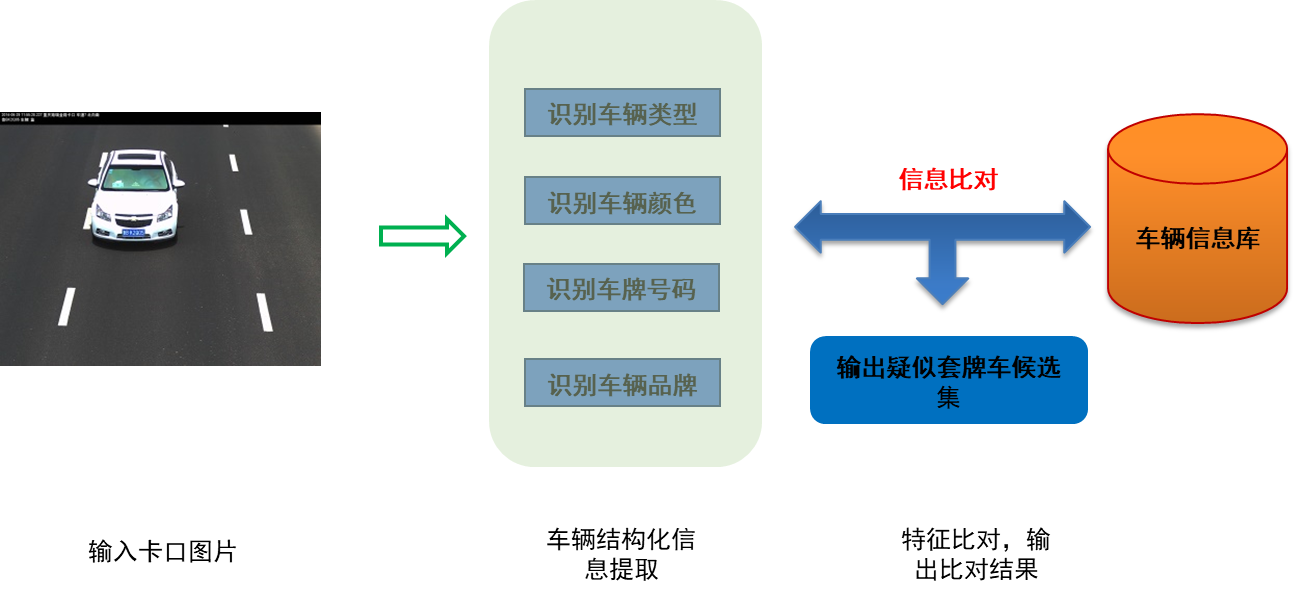 识别车辆类型
识别车辆颜色
识别车牌号码
识别车辆品牌
信息比对
车辆信息库
输出疑似套牌车候选
集
输入卡口图片
车辆结构化信
息提取
特征比对，输
出比对结果